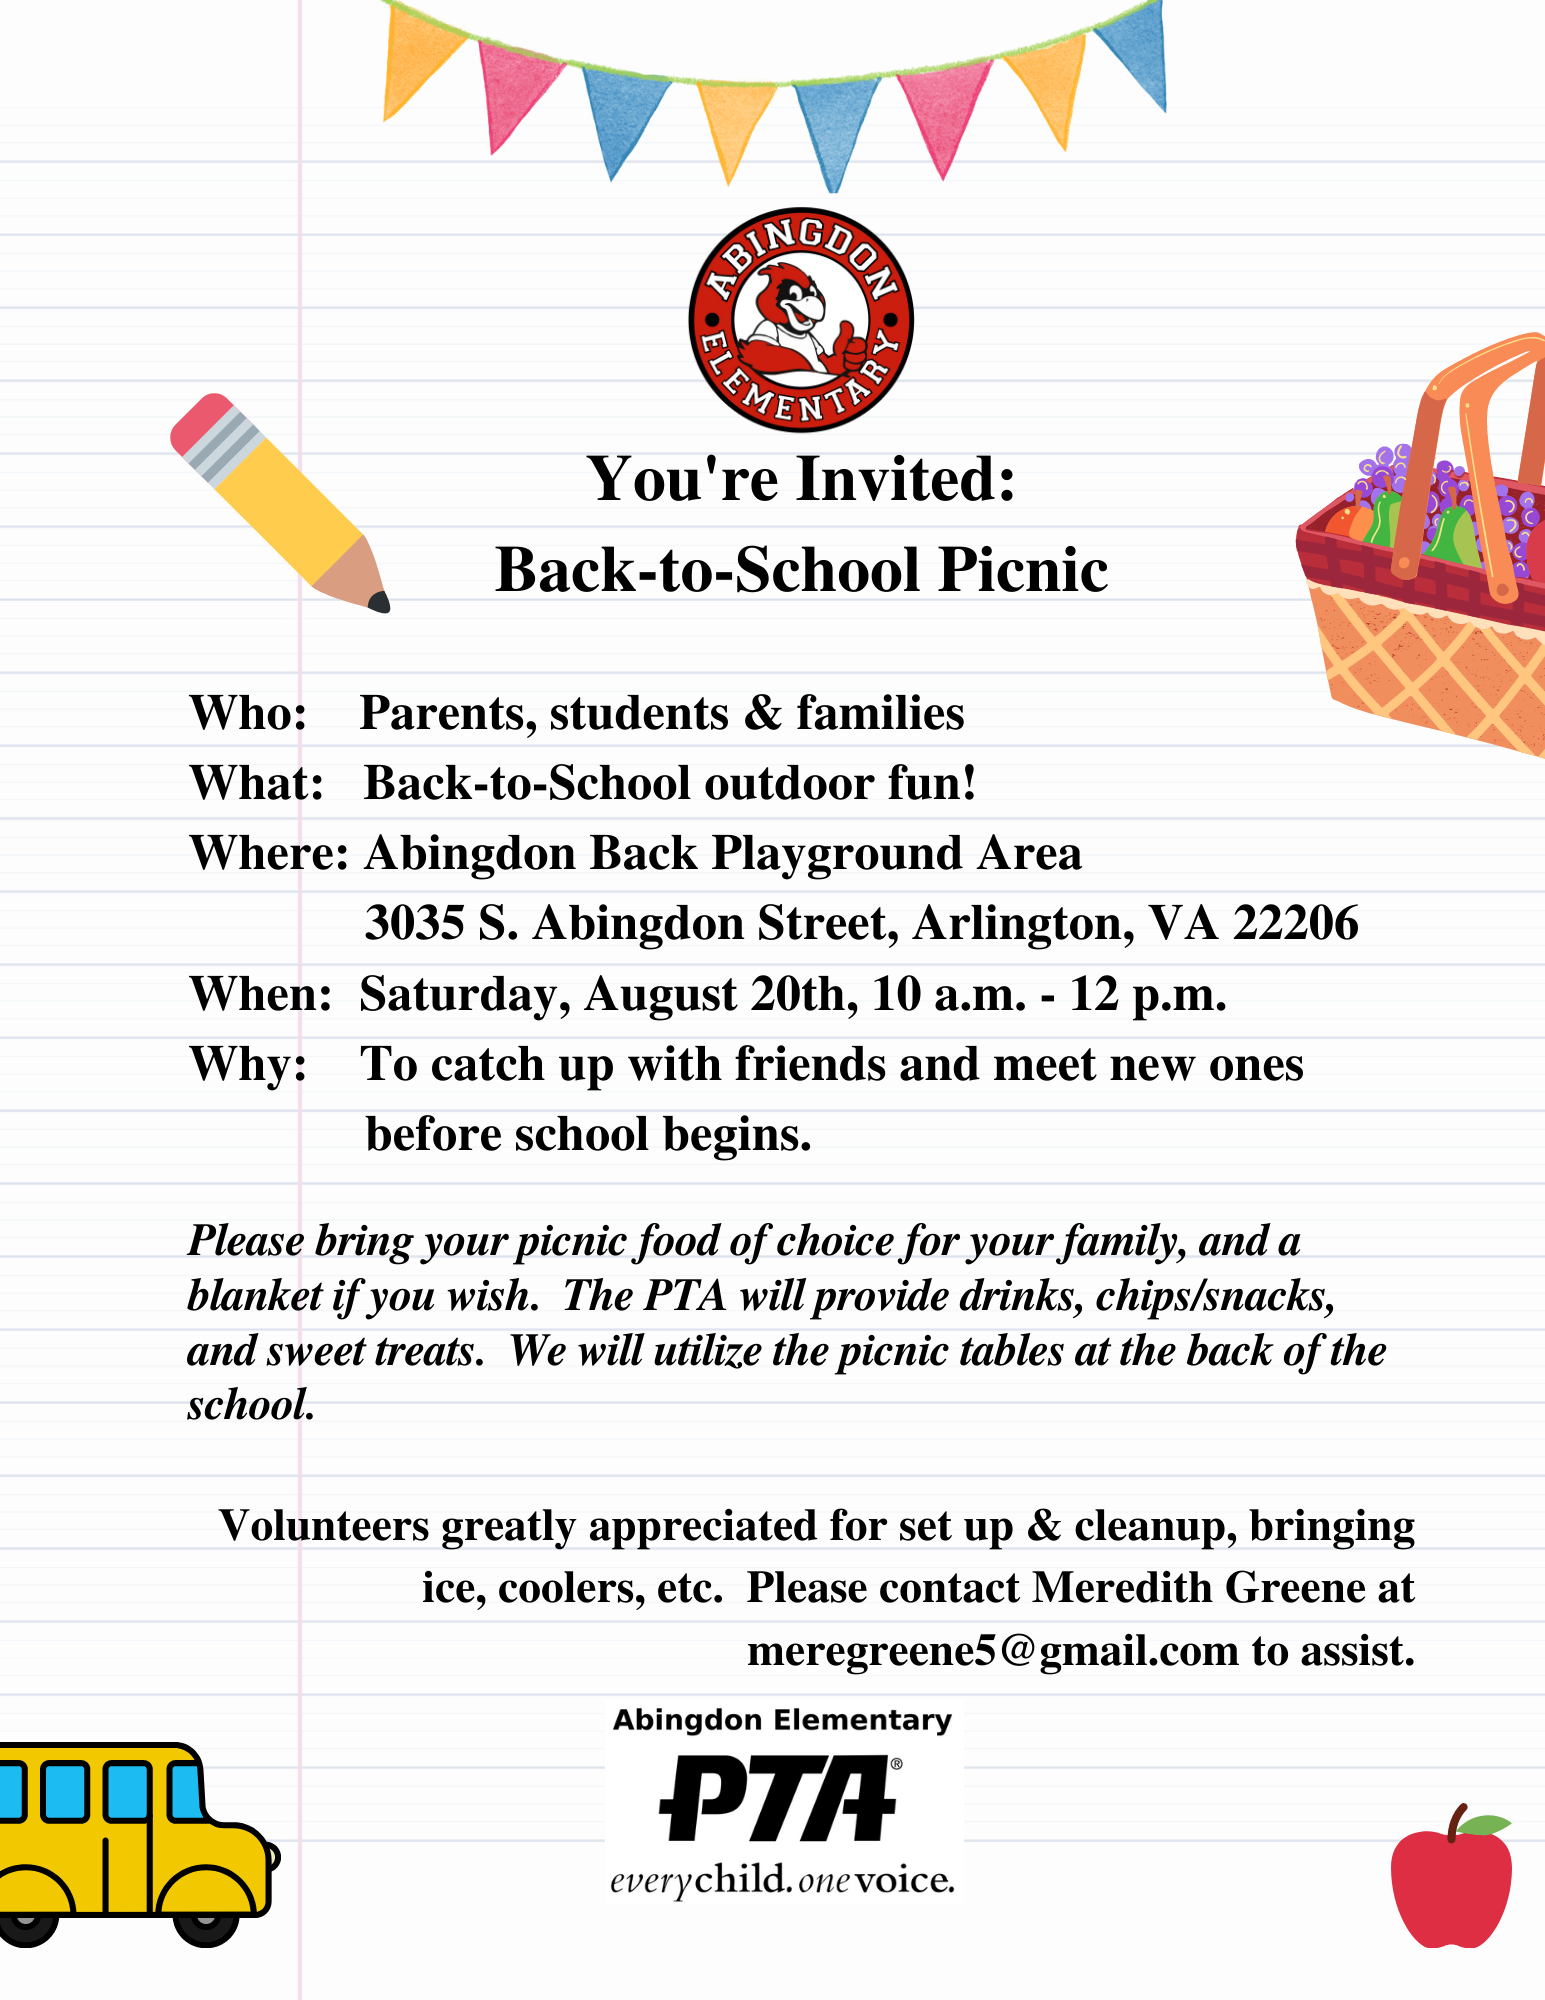 ABINGDON
ELEMENTARY
You're Invited:
Back-to-School Picnic
Who: Parents, students & families
What: Back-to-School outdoor fun!
Where: Abingdon Back Playground Area
3035 S. Abingdon Street, Arlington, VA 22206
When: Saturday, August 20th, 10 a.m. - 12 p.m.
Why: To catch up with friends and meet new ones
before school begins.
Please bring your picnic food of choice for your family, and a
blanket if you wish. The PTA will provide drinks, chips/snacks,
and sweet treats. We will utilize the picnic tables at the back of the
school.
Volunteers greatly appreciated for set up & cleanup, bringing
ice, coolers, etc. Please contact Meredith Greene at
meregreene5@gmail.com to assist.
Abingdon Elementary
PTA®
everychild. onevoice.